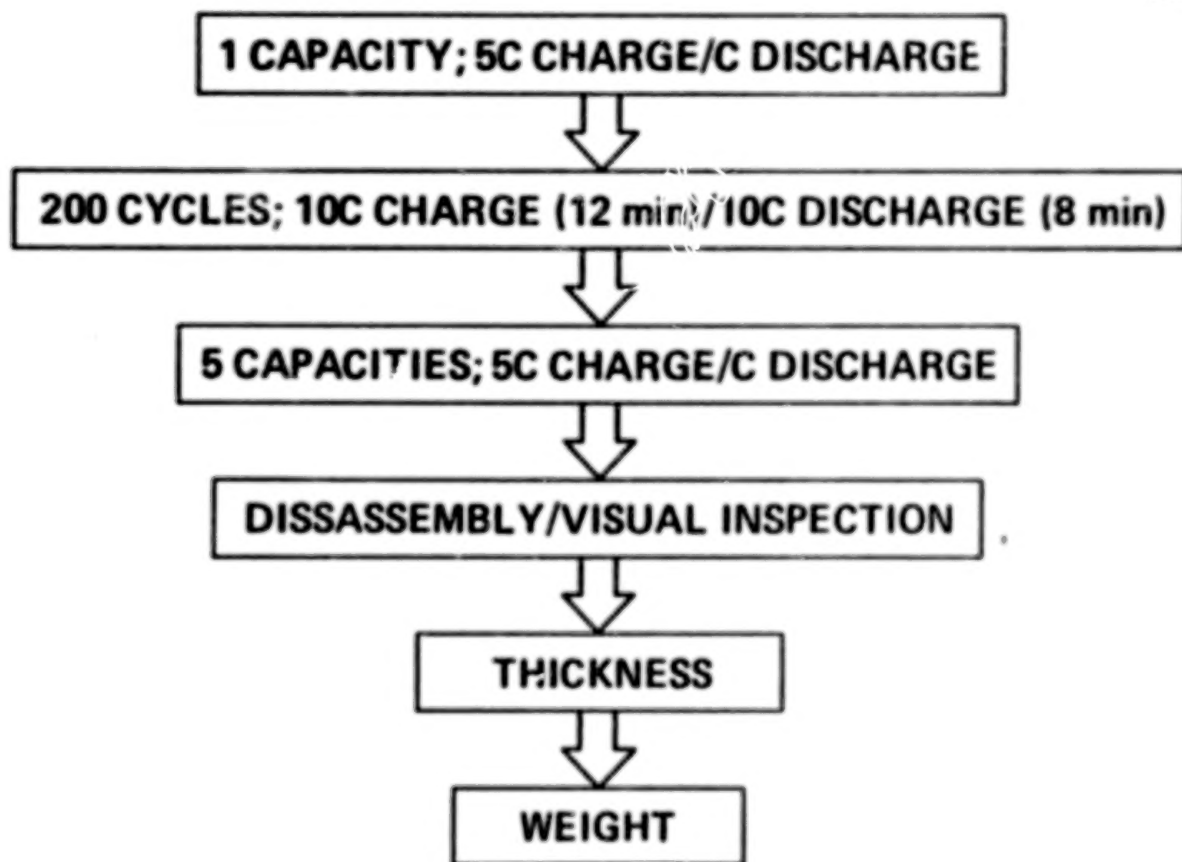 1 CAPACITY; 5C CHARGE/C DISCHARGE
200 CYCLES; 10C CHARGE (12 min)/10C DISCHARGE (8 min)
5 CAPACITIES; 5C CHARGE/C DISCHARGE
DISSASSEMBLY/VISUAL INSPECTION
THICKNESS
WEIGHT